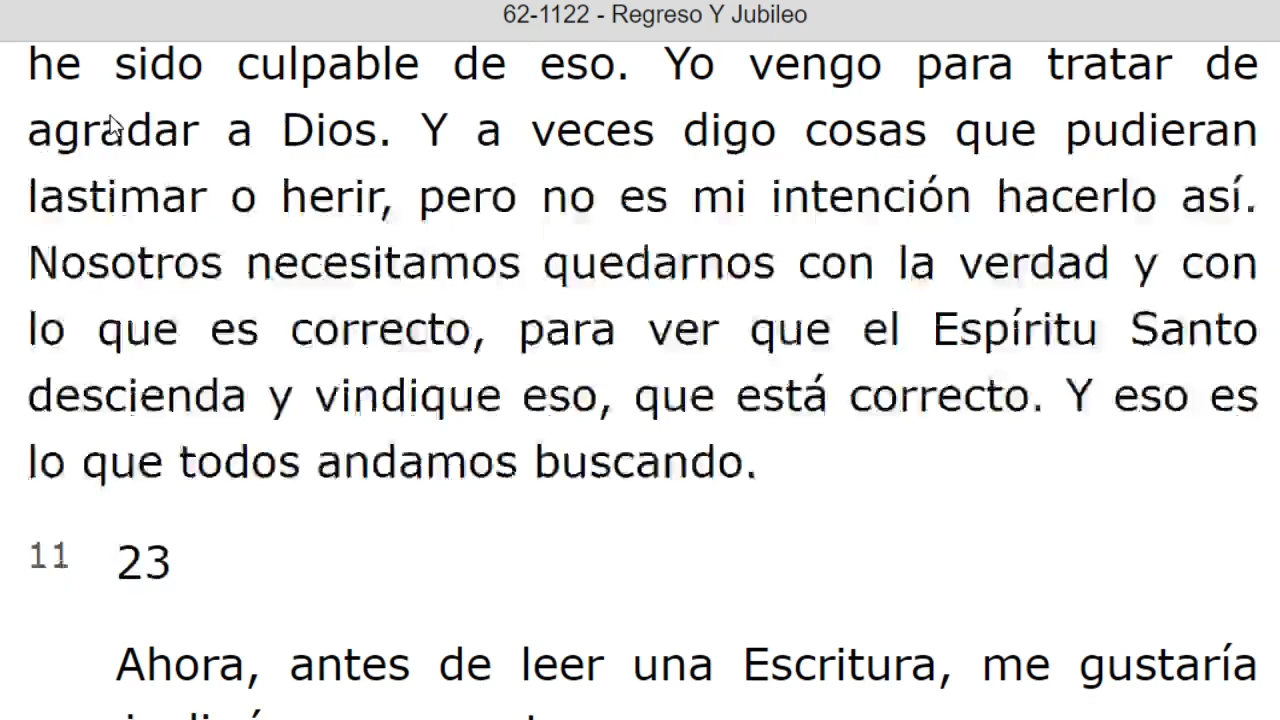 62-1122 - Regreso Y Jubileo
he sido culpable de eso. Yo vengo para tratar de
agradar a Dios. Y a veces digo cosas que pudieran
lastimar o herir, pero no es mi intención hacerlo así.
Nosotros necesitamos quedarnos con la verdad y con
lo que es correcto, para ver que el Espíritu Santo
descienda y vindique eso, que está correcto. Y eso es
lo que todos andamos buscando.
11 23
Ahora, antes de leer una Escritura, me gustaría